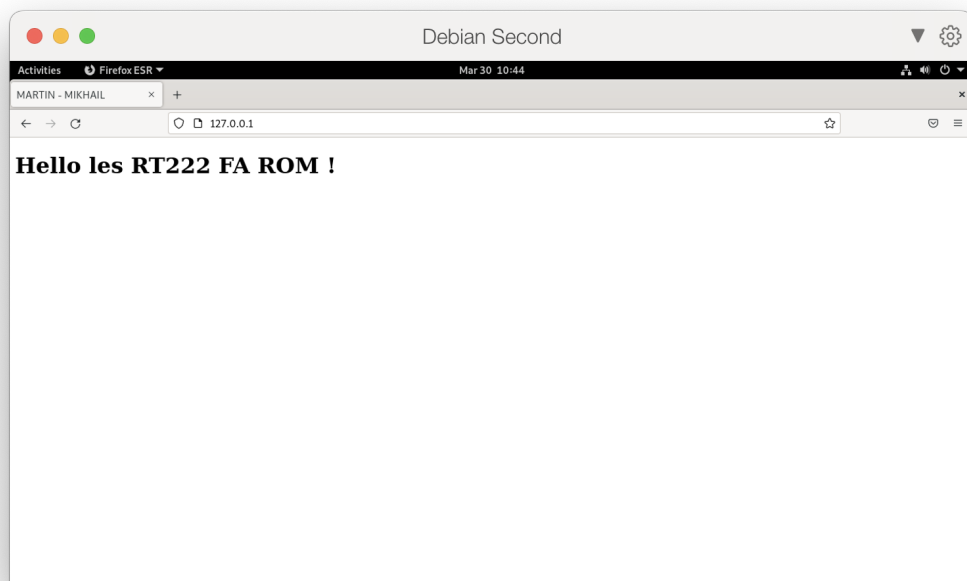 Debian Second
Activities Firefox ESR Mar 30 10:44
MARTIN - MIKHAIL × +
127.0.0.1
Hello les RT222 FA ROM !